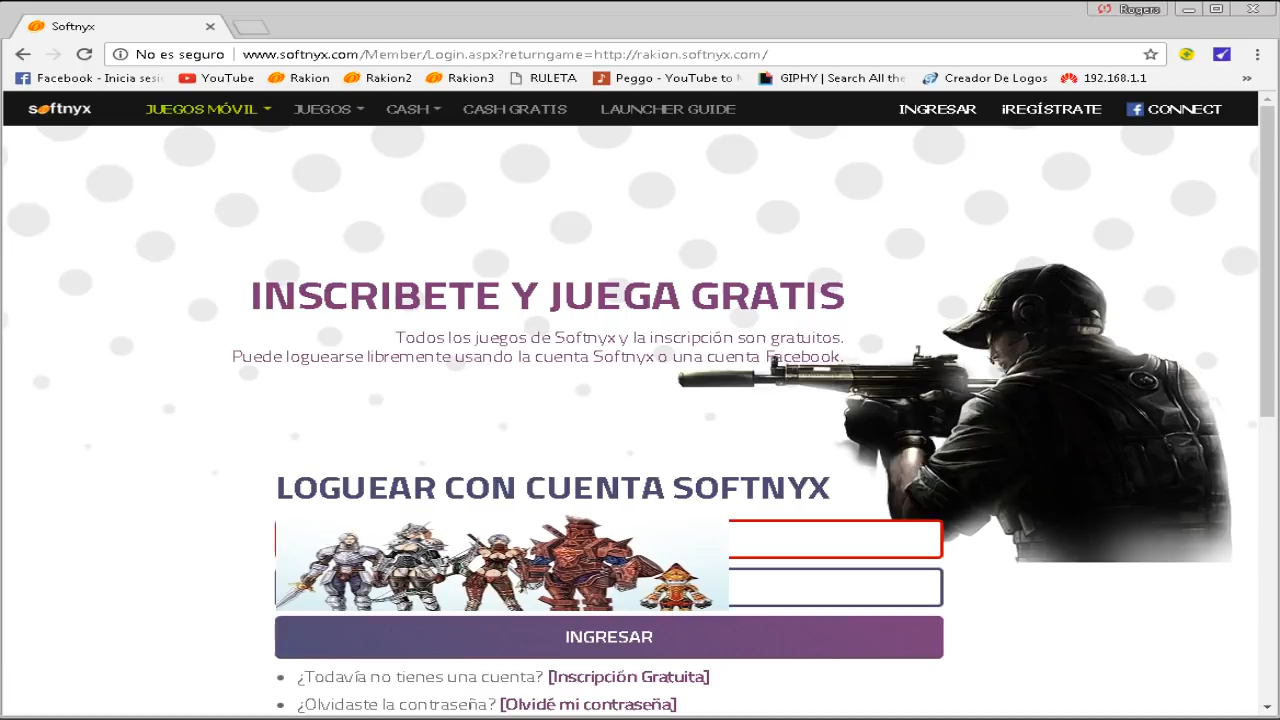 Rogers
Softnyx
No es seguro
www.softnyx.com/Member/Login.aspx?returngame=http://rakion.softnyx.com/
Facebook - Inicia sesi
YouTube
Rakion
Rakion2
Rakion3
RULETA
Peggo - YouTube to
GIPHY | Search All the
Creador De Logos
192.168.1.1
softnyx
JUEGOS MÓVIL
JUEGOS
CASH
CASH GRATIS
LAUNCHER GUIDE
INGRESAR
¡REGÍSTRATE
CONNECT
INSCRIBETE Y JUEGA GRATIS
Todos los juegos de Softnyx y la inscripción son gratuitos.
Puede loguearse libremente usando la cuenta Softnyx o una cuenta Facebook.
LOGUEAR CON CUENTA SOFTNYX
INGRESAR
¿Todavía no tienes una cuenta? [Inscripción Gratuita]
¿Olvidaste la contraseña? [Olvidé mi contraseña]